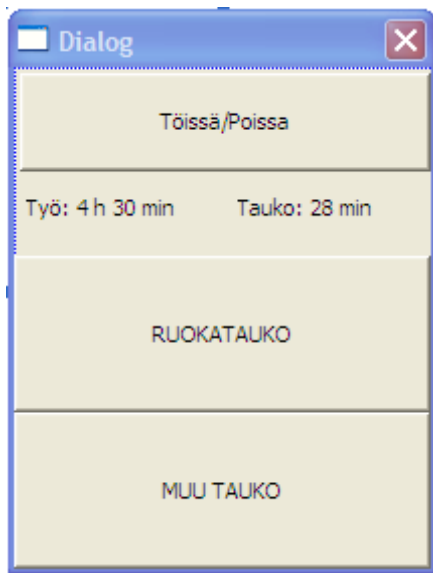 Dialog
Töissä/Poissa
Työ: 4 h 30 min Tauko: 28 min
RUOKATAUKO
MUU TAUKO